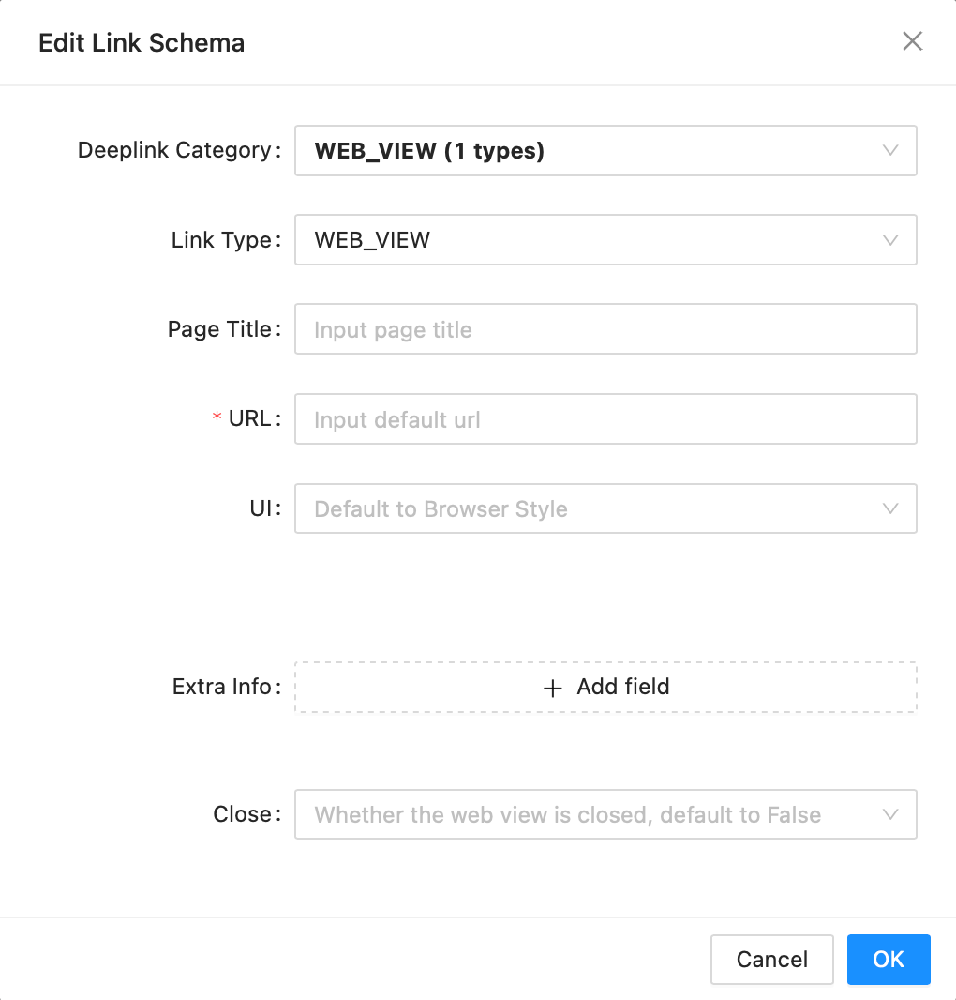 Edit Link Schema
Deeplink Category: WEB_VIEW (1 types)
Link Type: WEB_VIEW
Page Title: Input page title
* URL: Input default url
UI: Default to Browser Style
Extra Info: + Add field
Close: Whether the web view is closed, default to False
Cancel OK